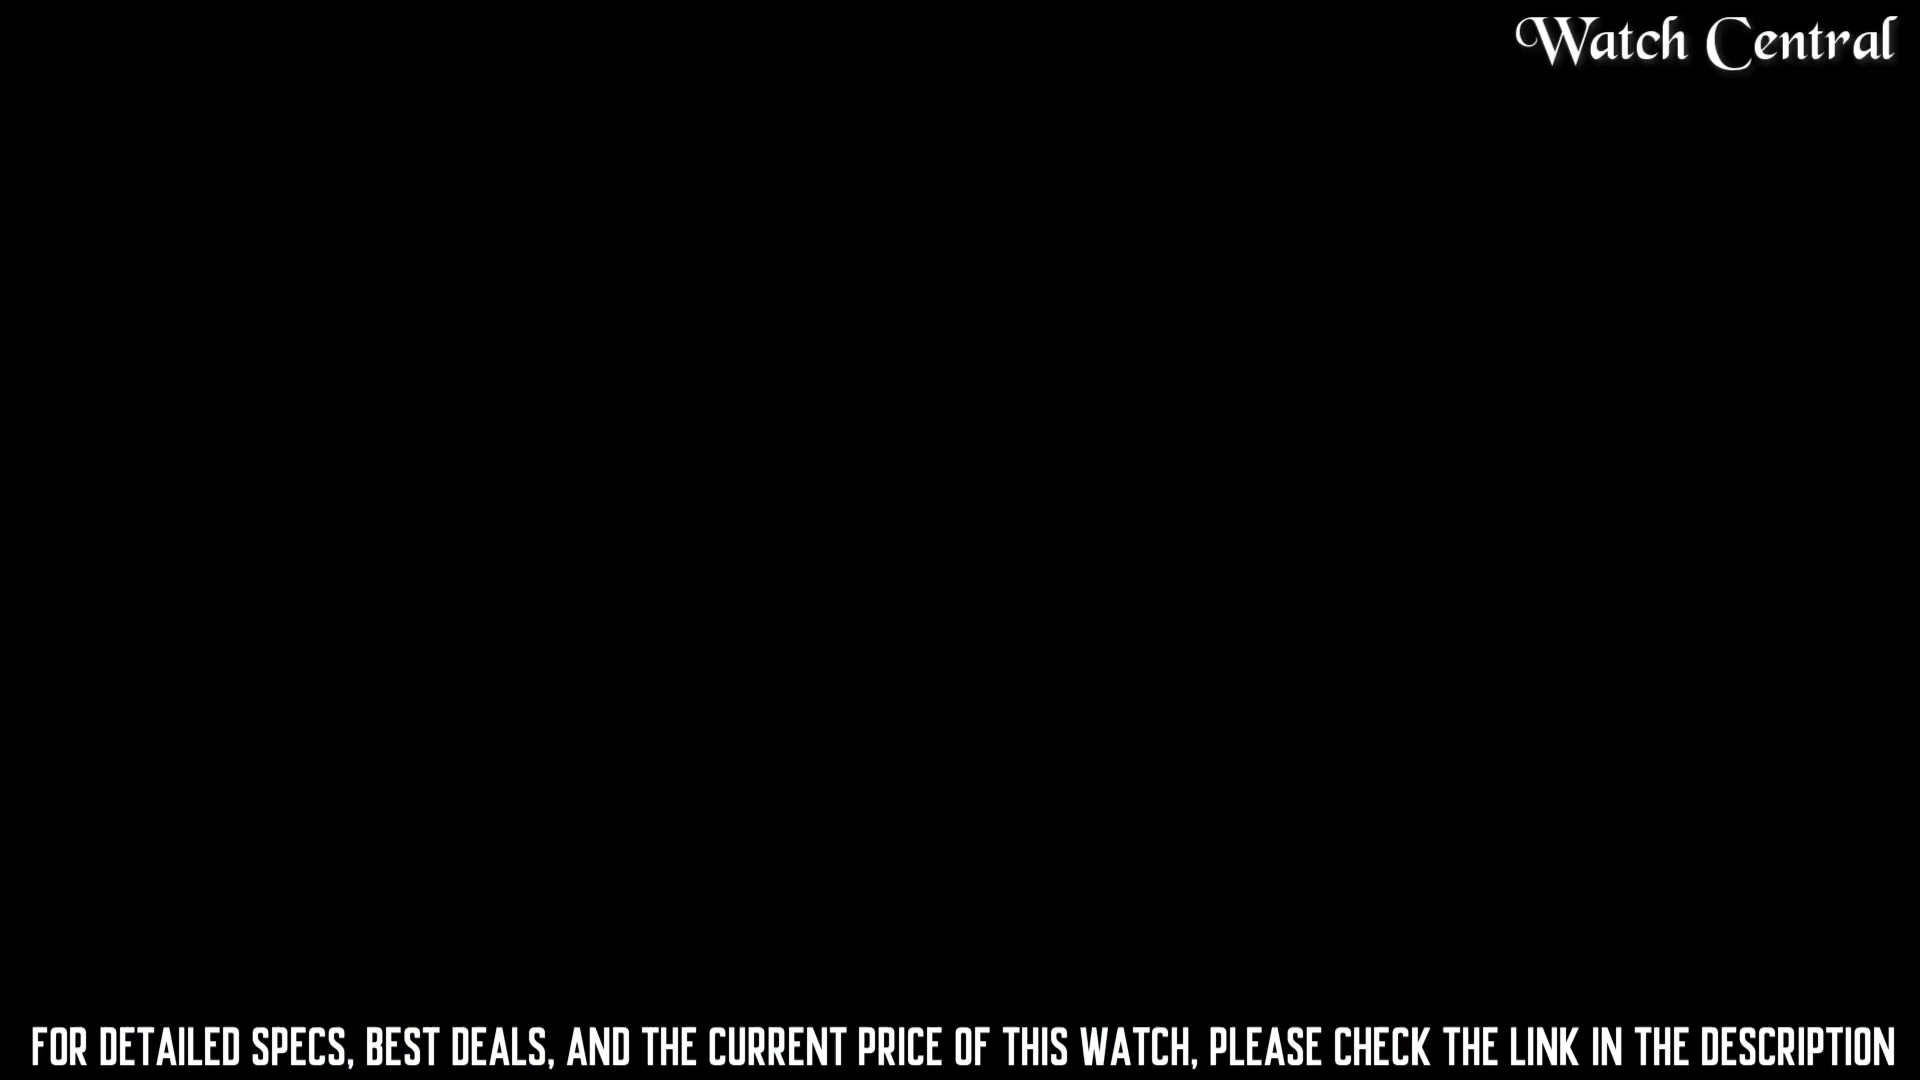 Watch Central
FOR DETAILED SPECS, BEST DEALS, AND THE CURRENT PRICE OF THIS WATCH, PLEASE CHECK THE LINK IN THE DESCRIPTION